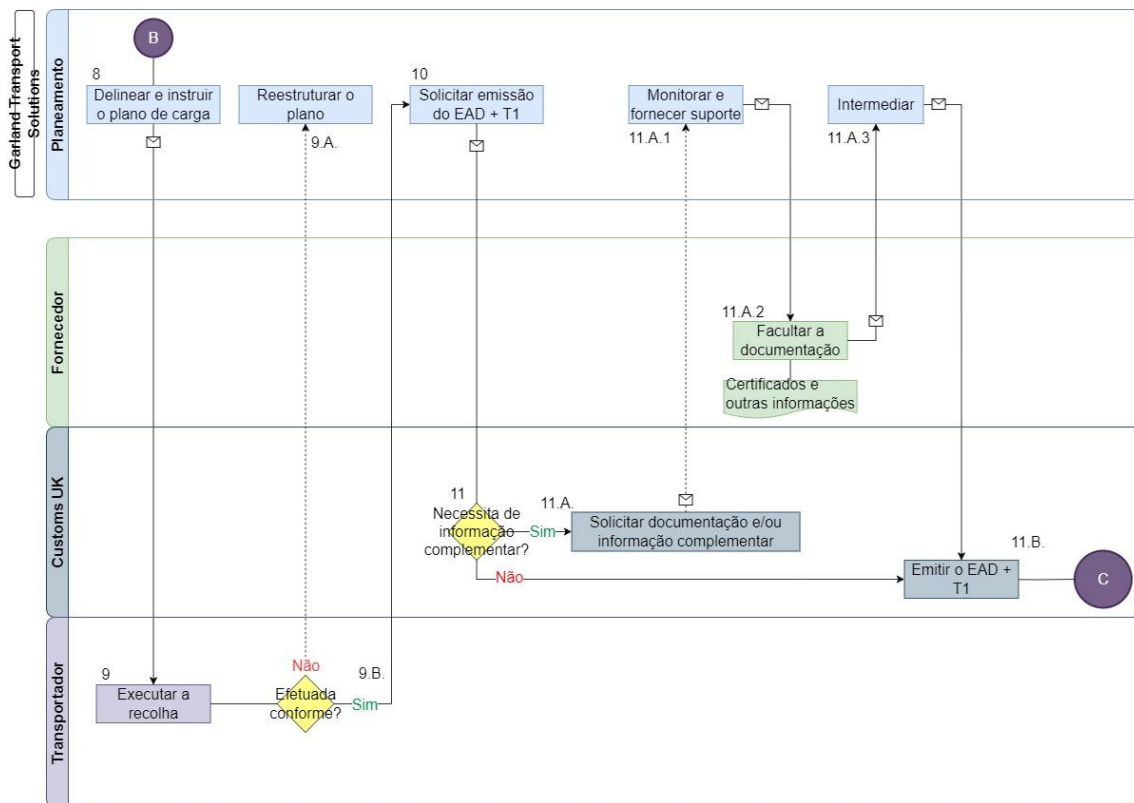 Garland Transport
Solutions
Planeamento
B
8
Delinear e instruir
o plano de carga
Reestruturar o
plano
9.A.
10
Solicitar emissão
do EAD + T1
Monitorar e
fornecer suporte
11.A.1
Intermediar
11.A.3
Fornecedor
11.A.2
Facultar a
documentação
Certificados e
outras informações
Customs UK
11
Necessita de
informação
complementar?
Sim
11.A.
Solicitar documentação e/ou
informação complementar
Não
11.B.
Emitir o EAD +
T1
C
Transportador
9
Executar a
recolha
Não
Efetuada
conforme?
9.B.
Sim